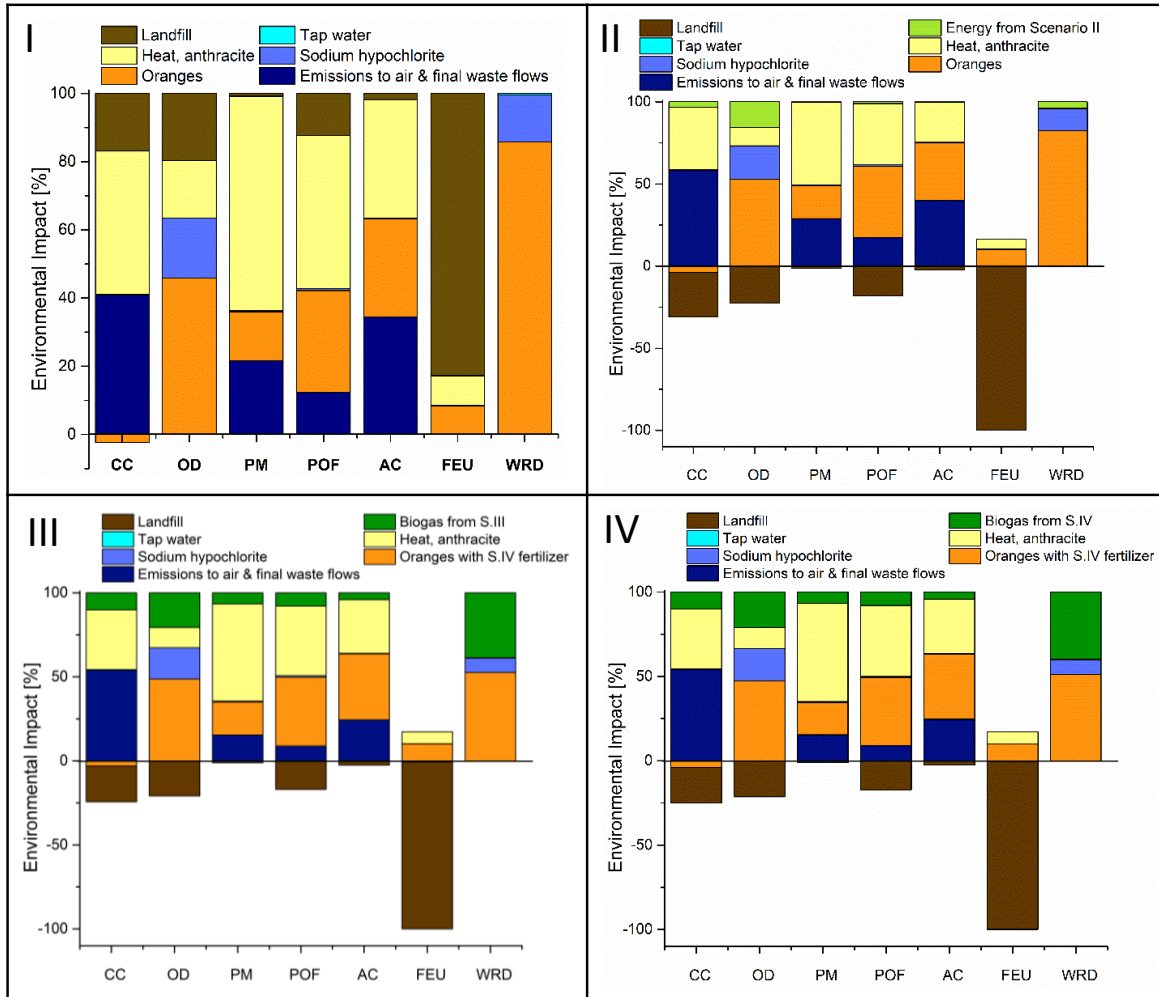 I
Landfill
Tap water
Heat, anthracite
Sodium hypochlorite
Oranges
Emissions to air & final waste flows
Environmental Impact [%]
100
80
60
40
20
0
CC OD PM POF AC FEU WRD
II
Landfill
Energy from Scenario II
Tap water
Heat, anthracite
Sodium hypochlorite
Oranges
Emissions to air & final waste flows
Environmental Impact [%]
100
50
0
-50
-100
CC OD PM POF AC FEU WRD
III
Landfill
Biogas from S.III
Tap water
Heat, anthracite
Sodium hypochlorite
Oranges with S.IV fertilizer
Emissions to air & final waste flows
Environmental Impact [%]
100
50
0
-50
-100
CC OD PM POF AC FEU WRD
IV
Landfill
Biogas from S.IV
Tap water
Heat, anthracite
Sodium hypochlorite
Oranges with S.IV fertilizer
Emissions to air & final waste flows
Environmental Impact [%]
100
50
0
-50
-100
CC OD PM POF AC FEU WRD